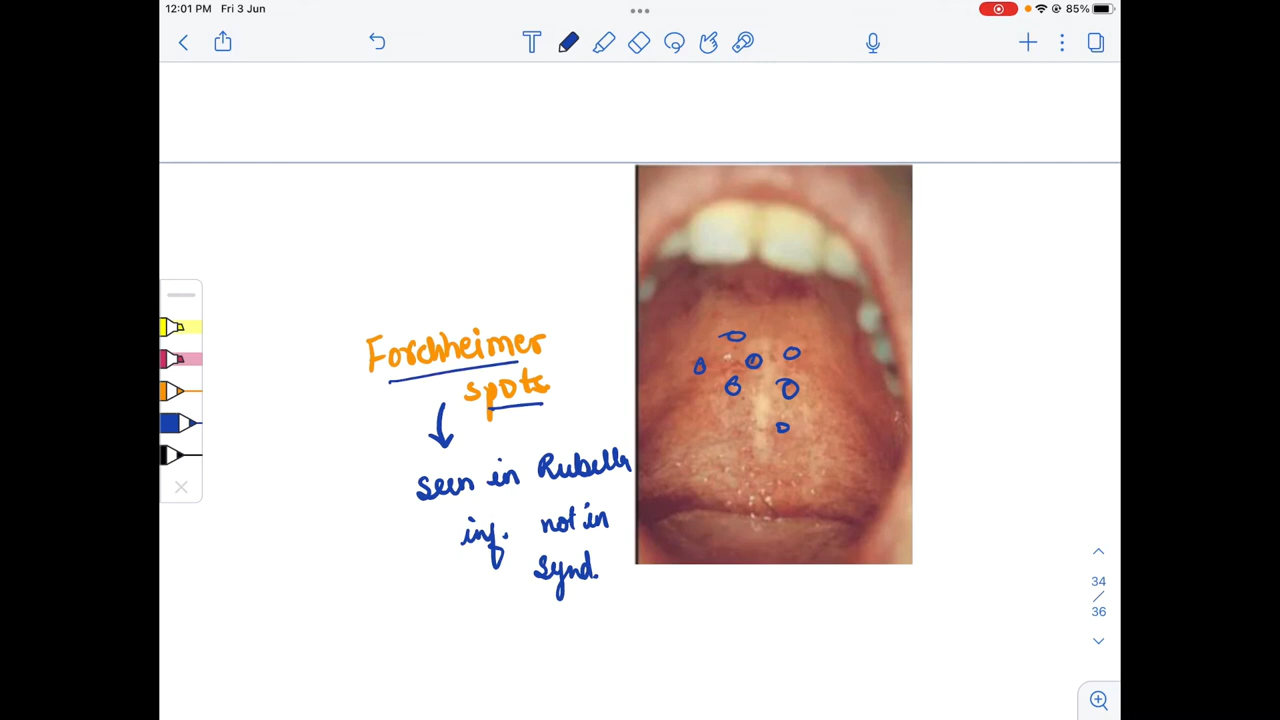 12:01 PM Fri 3 Jun
85%
T
Forchheimer
spots
seen in Rubella
inf. not in
synd.
34
36